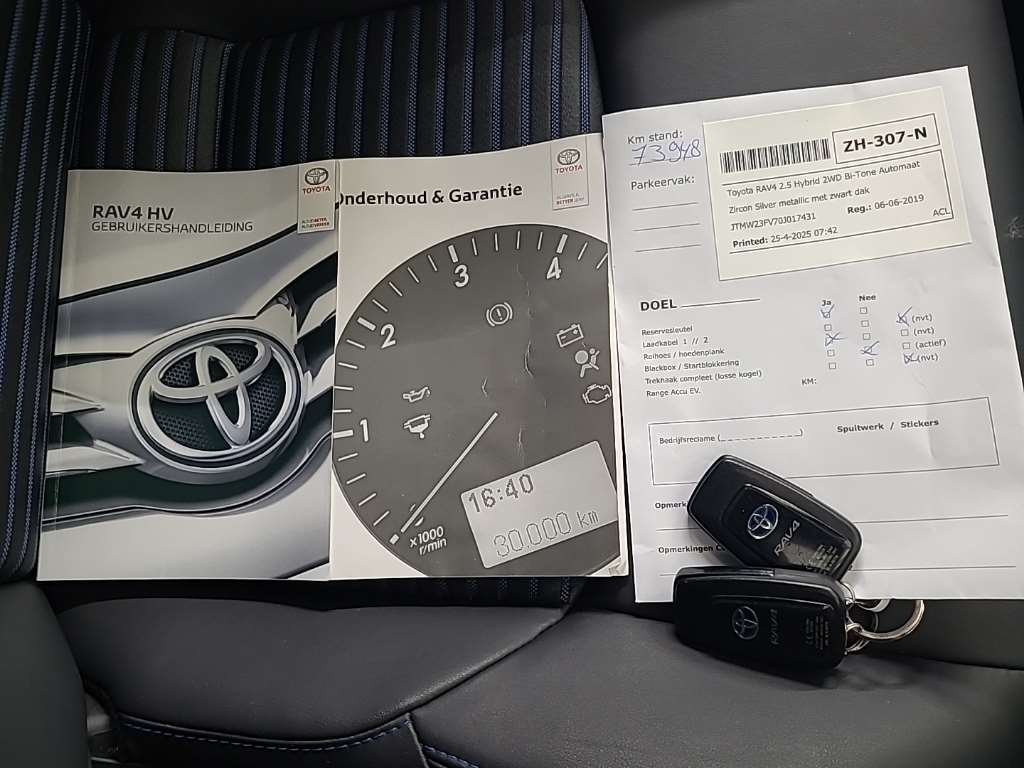 RAV4 HV
GEBRUIKERSHANDLEIDING
TOYOTA
Onderhoud & Garantie
TOYOTA
1
2
3
4
x1000
r/min
16:40
30.000 km
Km stand:
73948
Parkeervak:
ZH-307-N
Toyota RAV4 2.5 Hybrid 2WD Bi-Tone Automaat
Zircon Silver metallic met zwart dak
JTMW23FV70J017431
Reg.: 06-06-2019
Printed: 25-4-2025 07:42
ACL
DOEL
Ja Nee
Reservesleutel
Laadkabel 1 // 2 (nvt)
Rolhoes / hoedenplank (nvt)
Blackbox / Startblokkering (actief)
Trekhaak compleet (losse kogel) (nvt)
Range Accu EV. KM:
Bedrijfsreclame (_____________)
Spuitwerk / Stickers
Opmerk
Opmerkingen
RAV4
RAV4